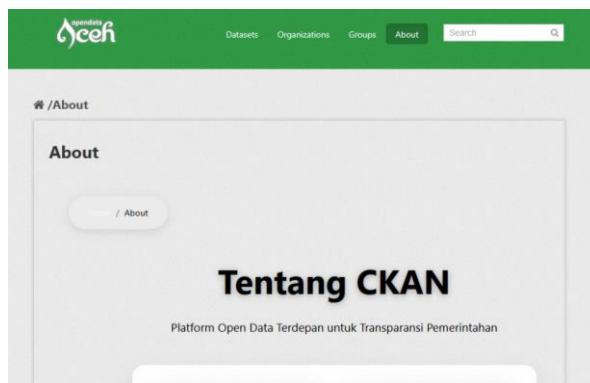 opendata
Aceh
Datasets Organizations Groups About Search
/About
About
/ About
Tentang CKAN
Platform Open Data Terdepan untuk Transparansi Pemerintahan